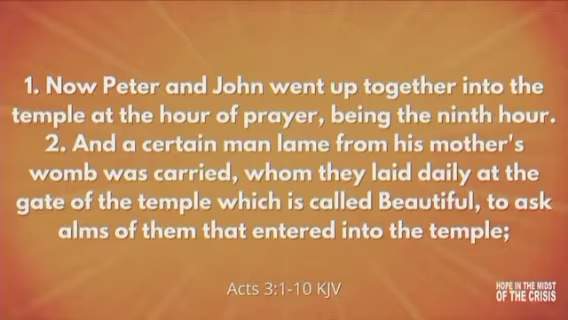 1. Now Peter and John went up together into the
temple at the hour of prayer, being the ninth hour.
2. And a certain man lame from his mother's
womb was carried, whom they laid daily at the
gate of the temple which is called Beautiful, to ask
alms of them that entered into the temple;
Acts 3:1-10 KJV
HOPE IN THE MIDST
OF THE CRISIS